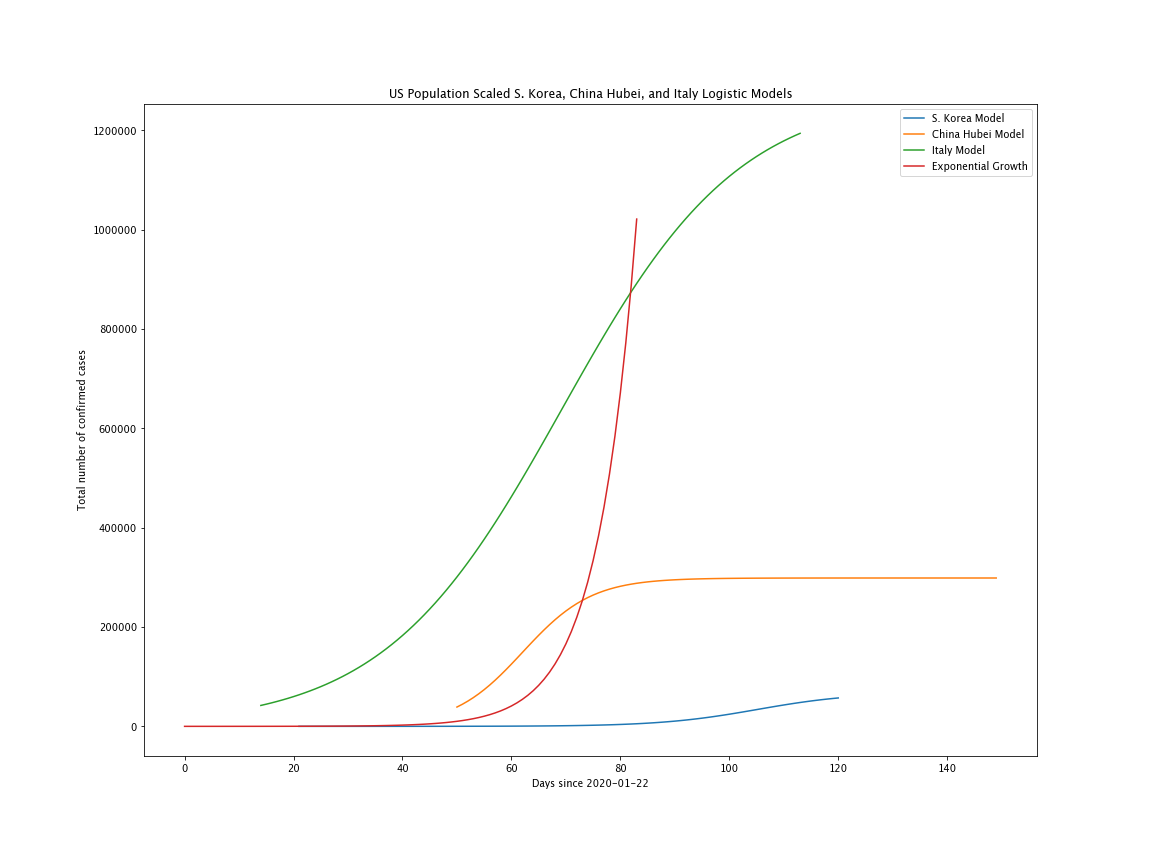 US Population Scaled S. Korea, China Hubei, and Italy Logistic Models
S. Korea Model
China Hubei Model
Italy Model
Exponential Growth
Total number of confirmed cases
1200000
1000000
800000
600000
400000
200000
0
0 20 40 60 80 100 120 140
Days since 2020-01-22